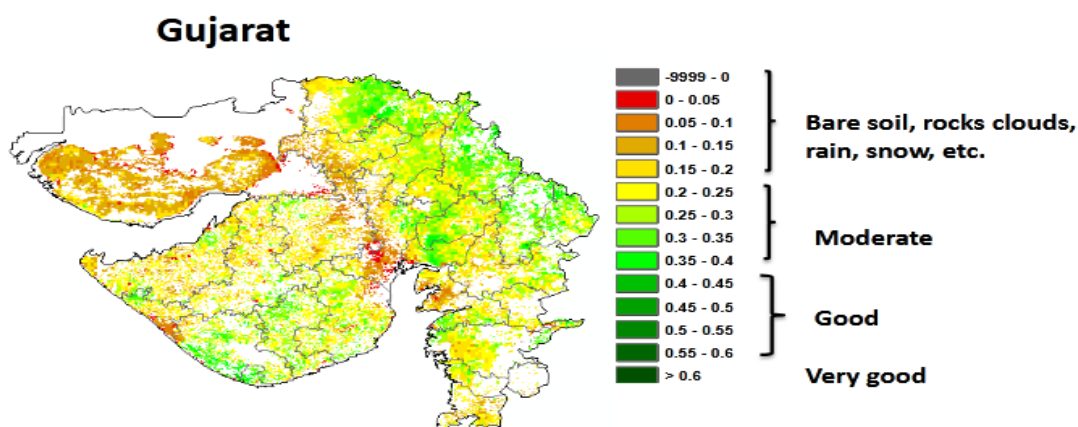 Gujarat
-9999 - 0
0 - 0.05
0.05 - 0.1
0.1 - 0.15
0.15 - 0.2
0.2 - 0.25
0.25 - 0.3
0.3 - 0.35
0.35 - 0.4
0.4 - 0.45
0.45 - 0.5
0.5 - 0.55
0.55 - 0.6
> 0.6
Bare soil, rocks clouds,
rain, snow, etc.
Moderate
Good
Very good